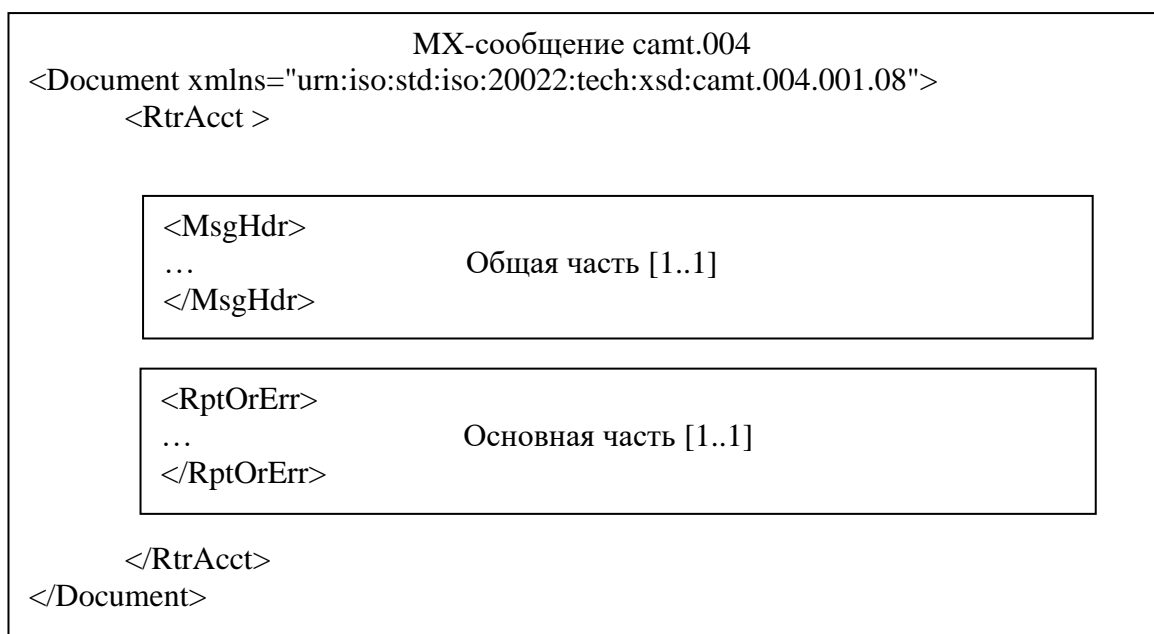 МХ-сообщение camt.004
<Document xmlns="urn:iso:std:iso:20022:tech:xsd:camt.004.001.08">
<RtrAcct >
<MsgHdr>
… Общая часть [1..1]
</MsgHdr>
<RptOrErr>
… Основная часть [1..1]
</RptOrErr>
</RtrAcct>
</Document>